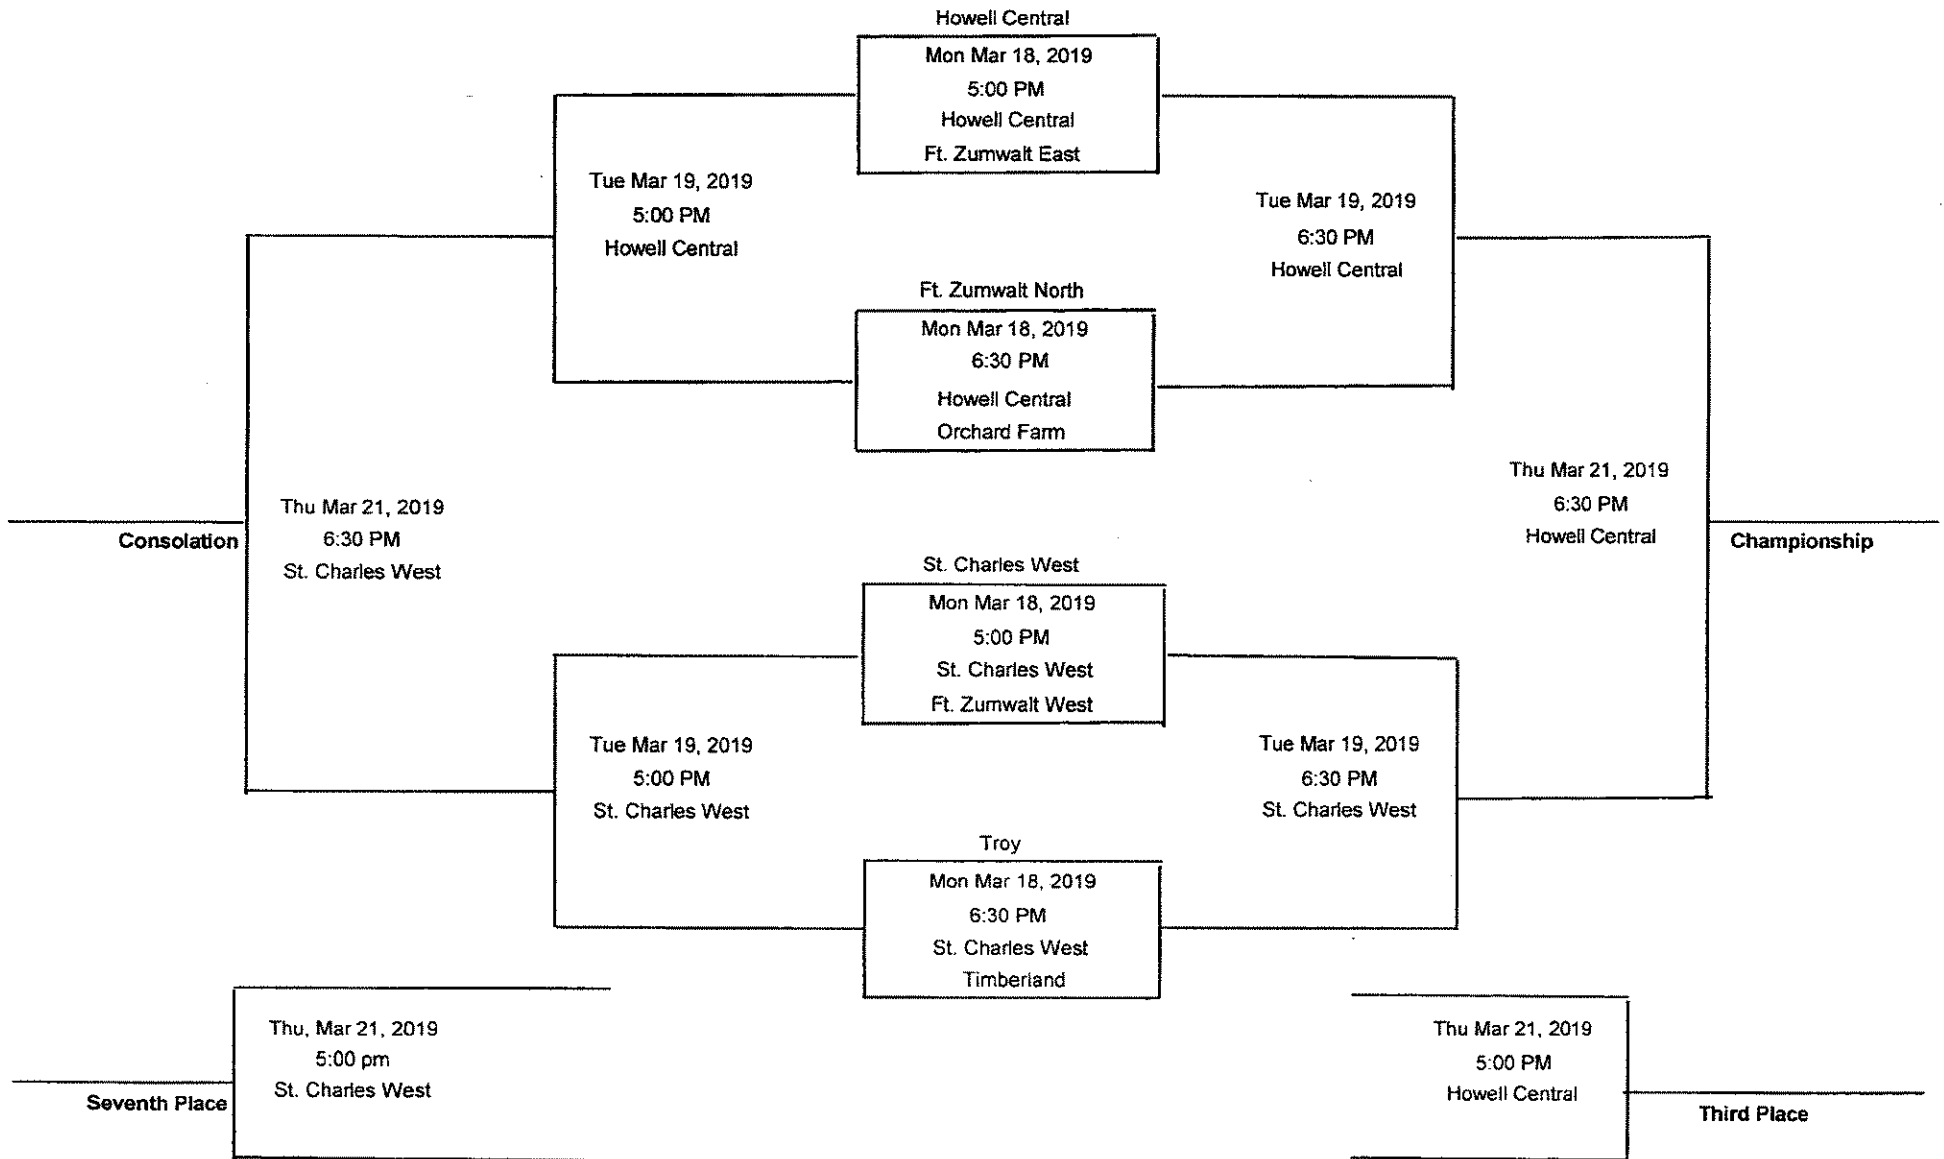 Howell Central
Mon Mar 18, 2019
5:00 PM
Howell Central
Ft. Zumwalt East
Tue Mar 19, 2019
5:00 PM
Howell Central
Tue Mar 19, 2019
6:30 PM
Howell Central
Ft. Zumwalt North
Mon Mar 18, 2019
6:30 PM
Howell Central
Orchard Farm
Thu Mar 21, 2019
6:30 PM
St. Charles West
Consolation
Thu Mar 21, 2019
6:30 PM
Howell Central
Championship
St. Charles West
Mon Mar 18, 2019
5:00 PM
St. Charles West
Ft. Zumwalt West
Tue Mar 19, 2019
5:00 PM
St. Charles West
Tue Mar 19, 2019
6:30 PM
St. Charles West
Troy
Mon Mar 18, 2019
6:30 PM
St. Charles West
Timberland
Thu, Mar 21, 2019
5:00 pm
St. Charles West
Seventh Place
Thu Mar 21, 2019
5:00 PM
Howell Central
Third Place